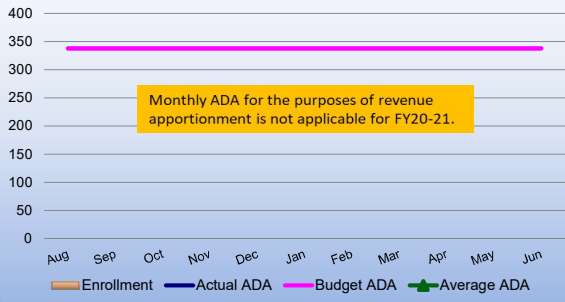 400
350
300
250
200
150
100
50
0
Monthly ADA for the purposes of revenue
apportionment is not applicable for FY20-21.
Aug Sep Oct Nov Dec Jan Feb Mar Apr May Jun
Enrollment Actual ADA Budget ADA Average ADA